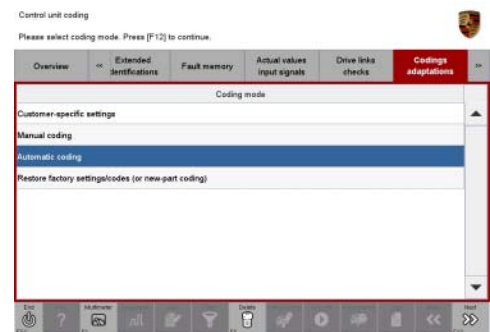 Control unit coding
Please select coding mode. Press [F12] to continue.
Overview
<<
Extended
identifications
Fault memory
Actual values
input signals
Drive links
checks
Codings
adaptations
>>
Coding mode
Customer-specific settings
Manual coding
Automatic coding
Restore factory settings/codes (or new-part coding)
End
?
Multimeter
Delete
Next